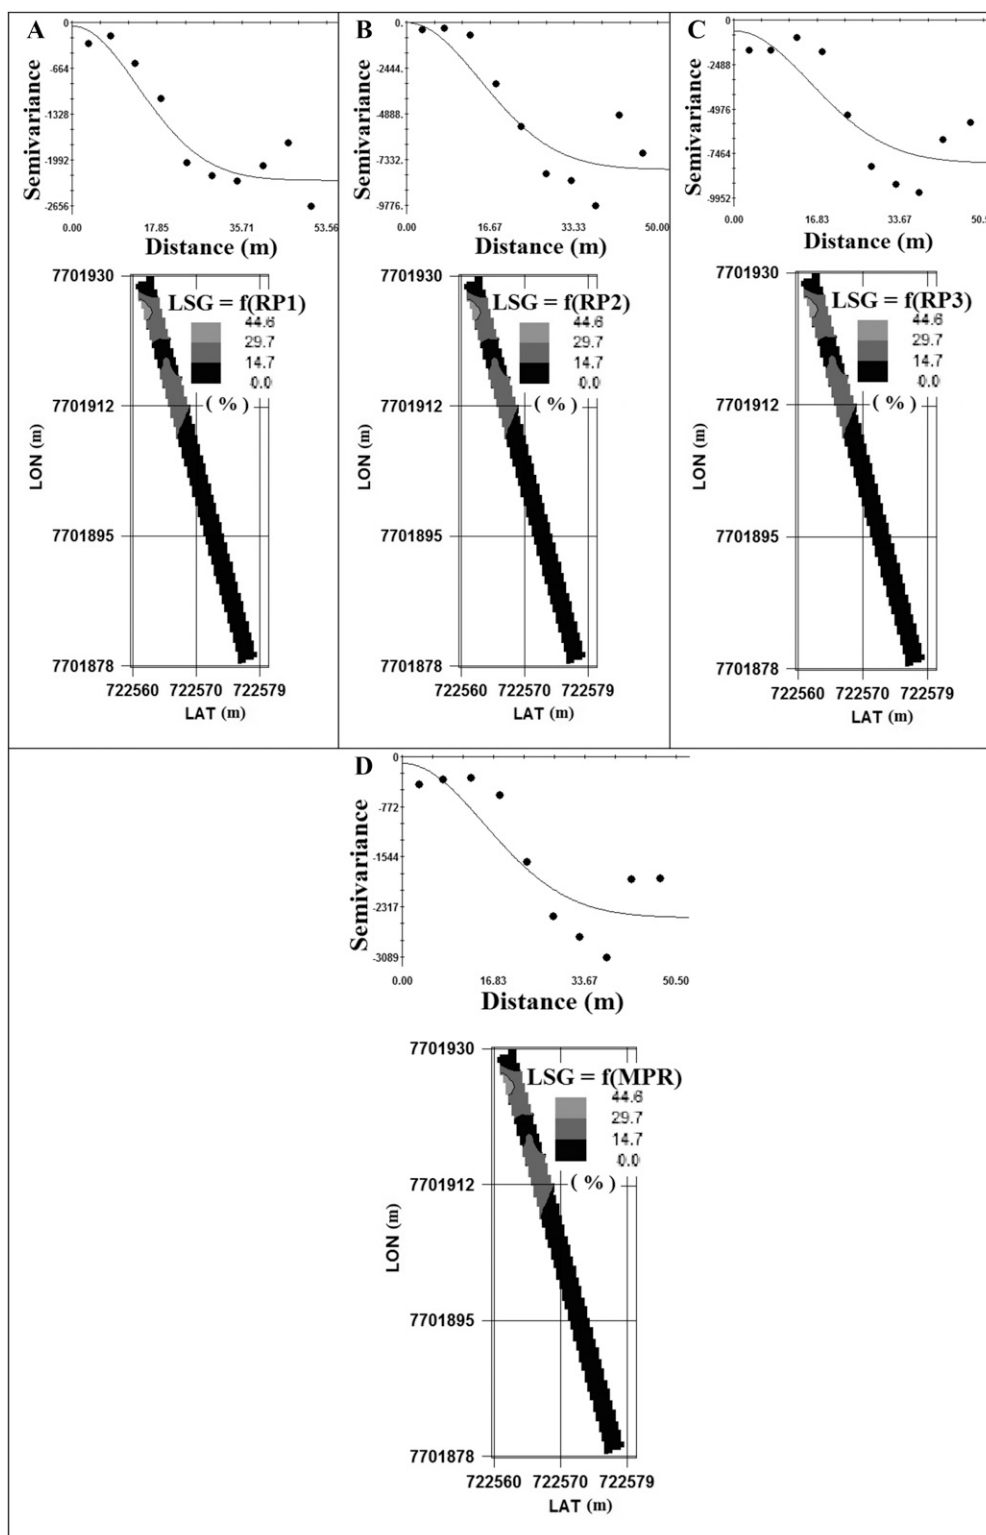 A
0.
-664
-1328
-1992
-2656
Semivariance
0.00 17.85 35.71 53.56
Distance (m)
7701930
LSG = f(RP1)
44.6
29.7
14.7
0.0
( % )
7701912
LON (m)
7701895
7701878
722560 722570 722579
LAT (m)
B
0.
-2444.
-4888.
-7332.
-9776.
Semivariance
0.00 16.67 33.33 50.00
Distance (m)
7701930
LSG = f(RP2)
44.6
29.7
14.7
0.0
( % )
7701912
LON (m)
7701895
7701878
722560 722570 722579
LAT (m)
C
0
-2488
-4976
-7464
-9952
Semivariance
0.00 16.83 33.67
Distance (m)
7701930
LSG = f(RP3)
44.6
29.7
14.7
0.0
( % )
7701912
LON (m)
7701895
7701878
722560 722570 722579
LAT (m)
D
0
-772
-1544
-2317
-3089
Semivariance
0.00 16.83 33.67 50.50
Distance (m)
7701930
LSG = f(MPR)
44.6
29.7
14.7
0.0
( % )
7701912
LON (m)
7701895
7701878
722560 722570 722579
LAT (m)